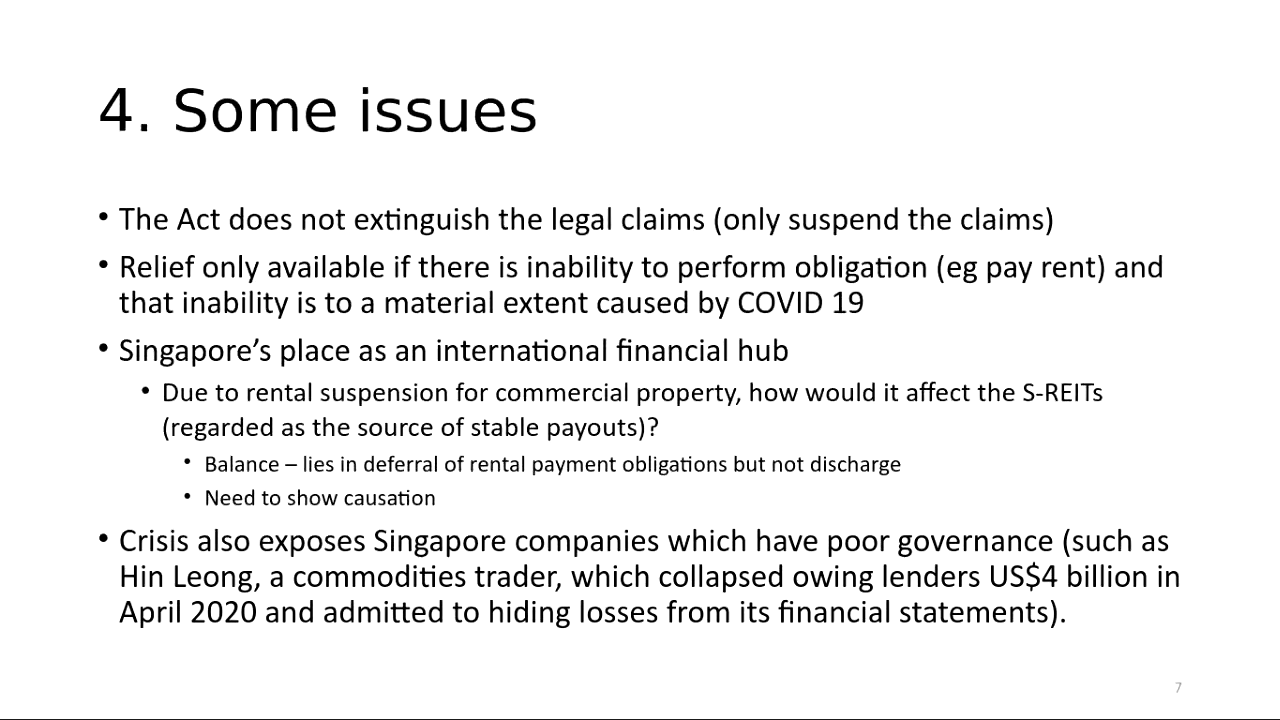 4. Some issues
• The Act does not extinguish the legal claims (only suspend the claims)
• Relief only available if there is inability to perform obligation (eg pay rent) and
that inability is to a material extent caused by COVID 19
• Singapore’s place as an international financial hub
• Due to rental suspension for commercial property, how would it affect the S-REITs
(regarded as the source of stable payouts)?
• Balance – lies in deferral of rental payment obligations but not discharge
• Need to show causation
• Crisis also exposes Singapore companies which have poor governance (such as
Hin Leong, a commodities trader, which collapsed owing lenders US$4 billion in
April 2020 and admitted to hiding losses from its financial statements).
7